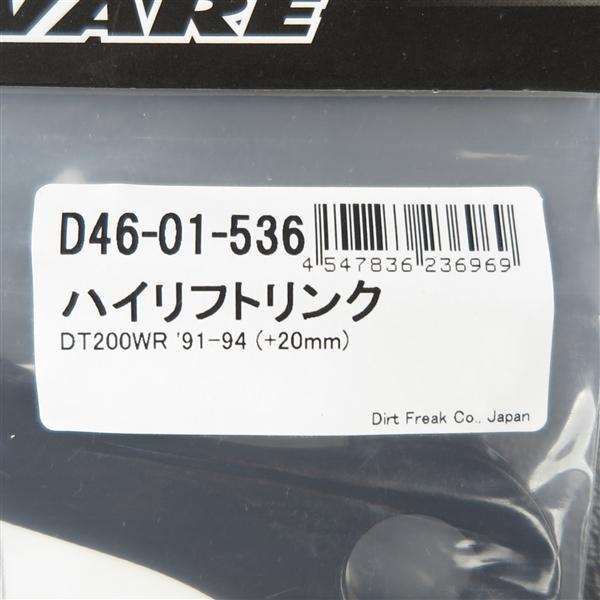 WARE
D46-01-536
4 547836 236969
ハイリフトリンク
DT200WR '91-94 (+20mm)
Dirt Freak Co., Japan